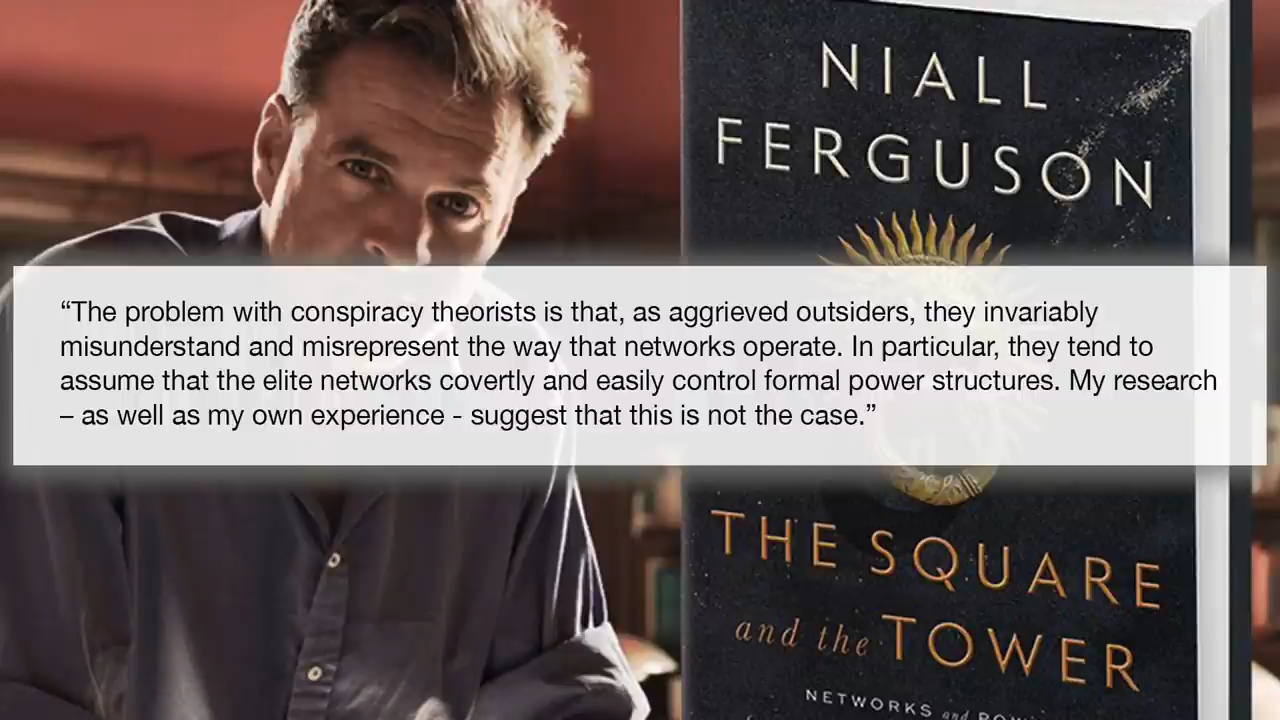 NIALL
FERGUSON
“The problem with conspiracy theorists is that, as aggrieved outsiders, they invariably
misunderstand and misrepresent the way that networks operate. In particular, they tend to
assume that the elite networks covertly and easily control formal power structures. My research
– as well as my own experience - suggest that this is not the case.”
THE SQUARE
and the TOWER
NETWORKS and